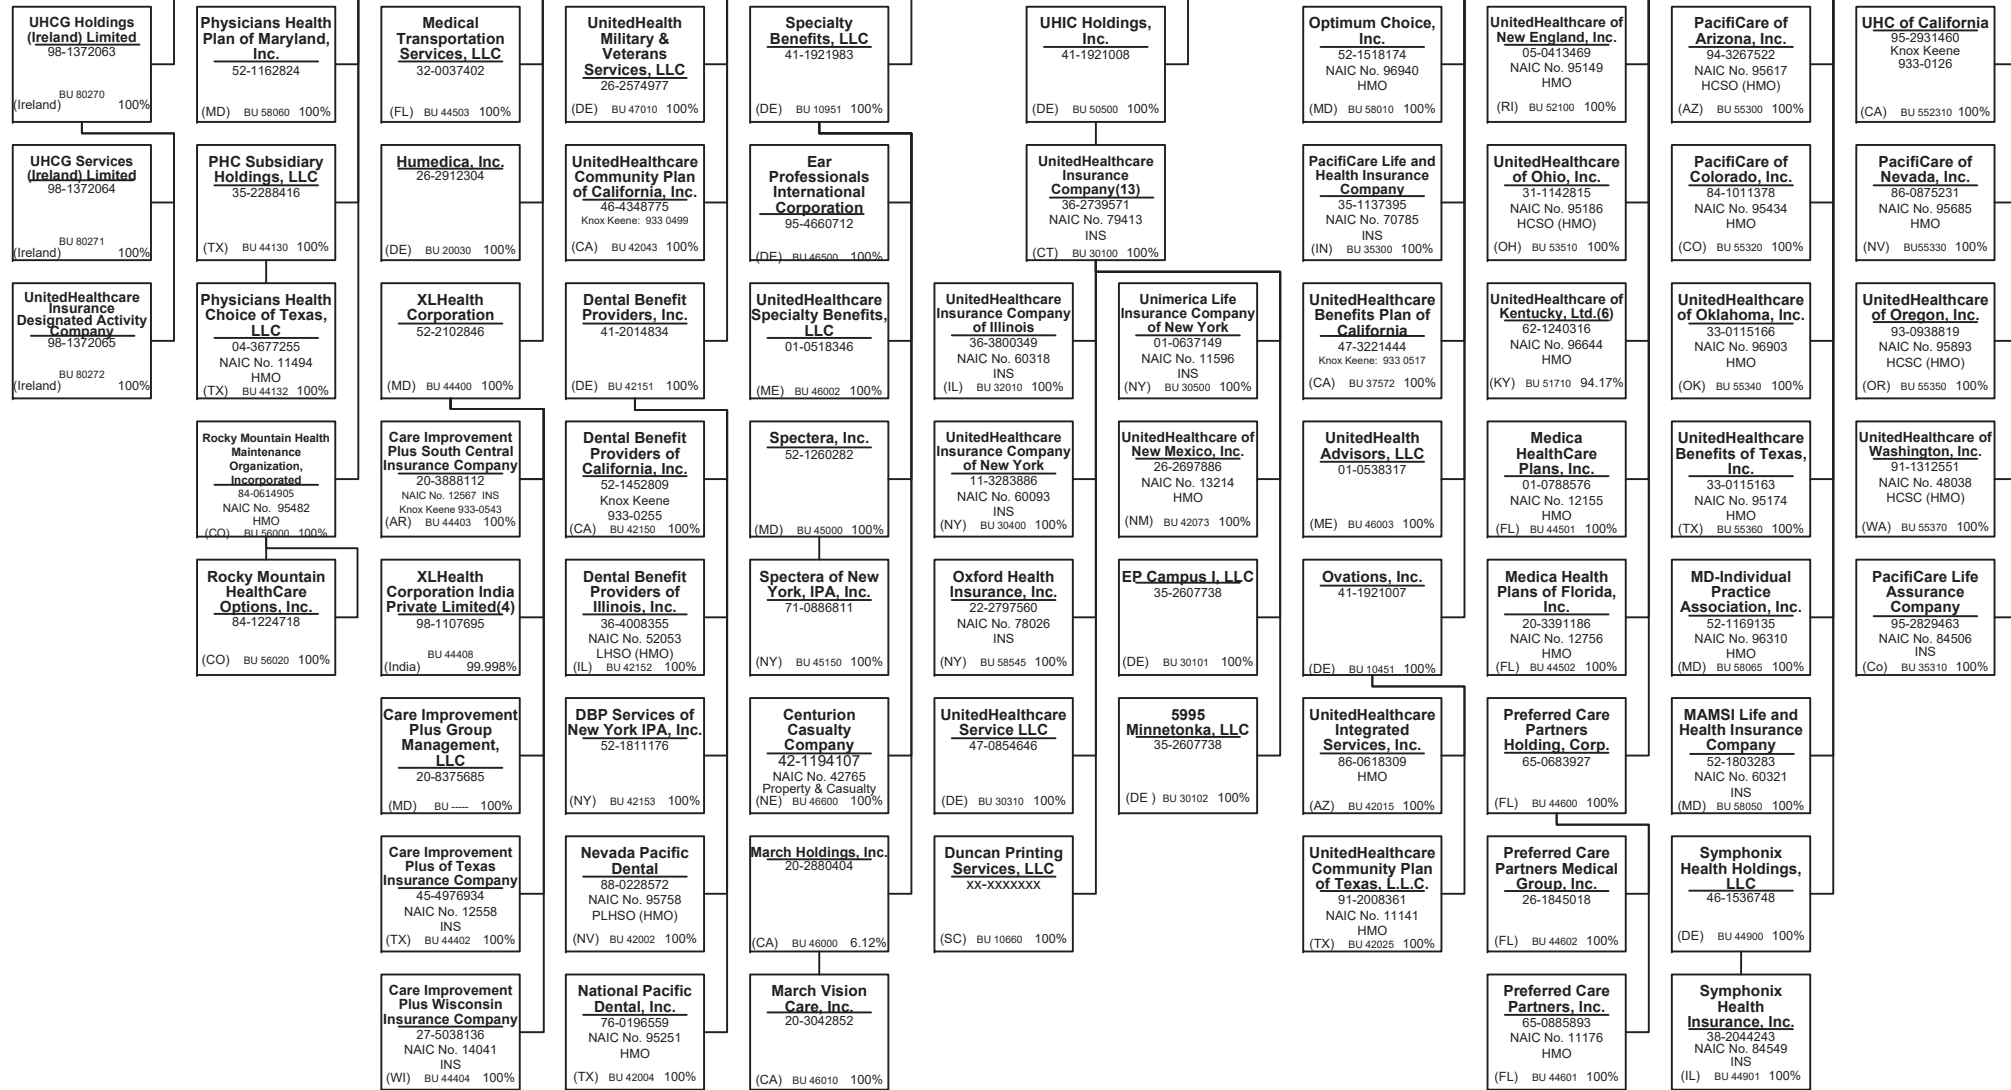 UHCG Holdings
(Ireland) Limited
98-1372063
BU 80270
(Ireland) 100%
UHCG Services
(Ireland) Limited
98-1372064
BU 80271
(Ireland) 100%
UnitedHealthcare
Insurance
Designated Activity
Company
98-1372065
BU 80272
(Ireland) 100%
Physicians Health
Plan of Maryland,
Inc.
52-1162824
(MD) BU 58060 100%
PHC Subsidiary
Holdings, LLC
35-2288416
(TX) BU 44130 100%
Physicians Health
Choice of Texas,
LLC
04-3677255
NAIC No. 11494
HMO
(TX) BU 44132 100%
Rocky Mountain Health
Maintenance
Organization,
Incorporated
84-0614905
NAIC No. 95482
HMO
(CO) BU 56000 100%
Rocky Mountain
HealthCare
Options, Inc.
84-1224718
(CO) BU 56020 100%
Medical
Transportation
Services, LLC
32-0037402
(FL) BU 44503 100%
Humedica, Inc.
26-2912304
(DE) BU 20030 100%
XLHealth
Corporation
52-2102846
(MD) BU 44400 100%
Care Improvement
Plus South Central
Insurance Company
20-3888112
NAIC No. 12567 INS
Knox Keene 933-0543
(AR) BU 44403 100%
XLHealth
Corporation India
Private Limited(4)
98-1107695
BU 44408
(India) 99.998%
Care Improvement
Plus Group
Management,
LLC
20-8375685
(MD) BU ----- 100%
Care Improvement
Plus of Texas
Insurance Company
45-4976934
NAIC No. 12558
INS
(TX) BU 44402 100%
Care Improvement
Plus Wisconsin
Insurance Company
27-5038136
NAIC No. 14041
INS
(WI) BU 44404 100%
UnitedHealth
Military &
Veterans
Services, LLC
26-2574977
(DE) BU 47010 100%
UnitedHealthcare
Community Plan
of California, Inc.
46-4348775
Knox Keene: 933 0499
(CA) BU 42043 100%
Dental Benefit
Providers, Inc.
41-2014834
(DE) BU 42151 100%
Dental Benefit
Providers of
California, Inc.
52-1452809
Knox Keene
933-0255
(CA) BU 42150 100%
Dental Benefit
Providers of
Illinois, Inc.
36-4008355
NAIC No. 52053
LHSO (HMO)
(IL) BU 42152 100%
DBP Services of
New York IPA, Inc.
52-1811176
(NY) BU 42153 100%
Nevada Pacific
Dental
88-0228572
NAIC No. 95758
PLHSO (HMO)
(NV) BU 42002 100%
National Pacific
Dental, Inc.
76-0196559
NAIC No. 95251
HMO
(TX) BU 42004 100%
Specialty
Benefits, LLC
41-1921983
(DE) BU 10951 100%
Ear
Professionals
International
Corporation
95-4660712
(DE) BU 46500 100%
UnitedHealthcare
Specialty Benefits,
LLC
01-0518346
(ME) BU 46002 100%
Spectera, Inc.
52-1260282
(MD) BU 45000 100%
Spectera of New
York, IPA, Inc.
71-0886811
(NY) BU 45150 100%
Centurion
Casualty
Company
42-1194107
NAIC No. 42765
Property & Casualty
(NE) BU 46600 100%
March Holdings, Inc.
20-2880404
(CA) BU 46000 6.12%
March Vision
Care, Inc.
20-3042852
(CA) BU 46010 100%
UHIC Holdings,
Inc.
41-1921008
(DE) BU 50500 100%
UnitedHealthcare
Insurance
Company(13)
36-2739571
NAIC No. 79413
INS
(CT) BU 30100 100%
UnitedHealthcare
Insurance Company
of Illinois
36-3800349
NAIC No. 60318
INS
(IL) BU 32010 100%
UnitedHealthcare
Insurance Company
of New York
11-3283886
NAIC No. 60093
INS
(NY) BU 30400 100%
Oxford Health
Insurance, Inc.
22-2797560
NAIC No. 78026
INS
(NY) BU 58545 100%
UnitedHealthcare
Service LLC
47-0854646
(DE) BU 30310 100%
Duncan Printing
Services, LLC
xx-xxxxxxx
(SC) BU 10660 100%
Unimerica Life
Insurance Company
of New York
01-0637149
NAIC No. 11596
INS
(NY) BU 30500 100%
UnitedHealthcare of
New Mexico, Inc.
26-2697886
NAIC No. 13214
HMO
(NM) BU 42073 100%
EP Campus I, LLC
35-2607738
(DE) BU 30101 100%
5995
Minnetonka, LLC
35-2607738
(DE ) BU 30102 100%
Optimum Choice,
Inc.
52-1518174
NAIC No. 96940
HMO
(MD) BU 58010 100%
PacifiCare Life and
Health Insurance
Company
35-1137395
NAIC No. 70785
INS
(IN) BU 35300 100%
UnitedHealthcare
Benefits Plan of
California
47-3221444
Knox Keene: 933 0517
(CA) BU 37572 100%
UnitedHealth
Advisors, LLC
01-0538317
(ME) BU 46003 100%
Ovations, Inc.
41-1921007
(DE) BU 10451 100%
UnitedHealthcare
Integrated
Services, Inc.
86-0618309
HMO
(AZ) BU 42015 100%
UnitedHealthcare
Community Plan
of Texas, L.L.C.
91-2008361
NAIC No. 11141
HMO
(TX) BU 42025 100%
UnitedHealthcare of
New England, Inc.
05-0413469
NAIC No. 95149
HMO
(RI) BU 52100 100%
UnitedHealthcare
of Ohio, Inc.
31-1142815
NAIC No. 95186
HCSO (HMO)
(OH) BU 53510 100%
UnitedHealthcare of
Kentucky, Ltd.(6)
62-1240316
NAIC No. 96644
HMO
(KY) BU 51710 94.17%
Medica
HealthCare
Plans, Inc.
01-0788576
NAIC No. 12155
HMO
(FL) BU 44501 100%
Medica Health
Plans of Florida,
Inc.
20-3391186
NAIC No. 12756
HMO
(FL) BU 44502 100%
Preferred Care
Partners
Holding, Corp.
65-0683927
(FL) BU 44600 100%
Preferred Care
Partners Medical
Group, Inc.
26-1845018
(FL) BU 44602 100%
Preferred Care
Partners, Inc.
65-0885893
NAIC No. 11176
HMO
(FL) BU 44601 100%
PacifiCare of
Arizona, Inc.
94-3267522
NAIC No. 95617
HCSO (HMO)
(AZ) BU 55300 100%
PacifiCare of
Colorado, Inc.
84-1011378
NAIC No. 95434
HMO
(CO) BU 55320 100%
UnitedHealthcare
of Oklahoma, Inc.
33-0115166
NAIC No. 96903
HMO
(OK) BU 55340 100%
UnitedHealthcare
Benefits of Texas,
Inc.
33-0115163
NAIC No. 95174
HMO
(TX) BU 55360 100%
MD-Individual
Practice
Association, Inc.
52-1169135
NAIC No. 96310
HMO
(MD) BU 58065 100%
MAMSI Life and
Health Insurance
Company
52-1803283
NAIC No. 60321
INS
(MD) BU 58050 100%
Symphonix
Health Holdings,
LLC
46-1536748
(DE) BU 44900 100%
Symphonix
Health
Insurance, Inc.
38-2044243
NAIC No. 84549
INS
(IL) BU 44901 100%
UHC of California
95-2931460
Knox Keene
933-0126
(CA) BU 552310 100%
PacifiCare of
Nevada, Inc.
86-0875231
NAIC No. 95685
HMO
(NV) BU55330 100%
UnitedHealthcare
of Oregon, Inc.
93-0938819
NAIC No. 95893
HCSC (HMO)
(OR) BU 55350 100%
UnitedHealthcare of
Washington, Inc.
91-1312551
NAIC No. 48038
HCSC (HMO)
(WA) BU 55370 100%
PacifiCare Life
Assurance
Company
95-2829463
NAIC No. 84506
INS
(Co) BU 35310 100%